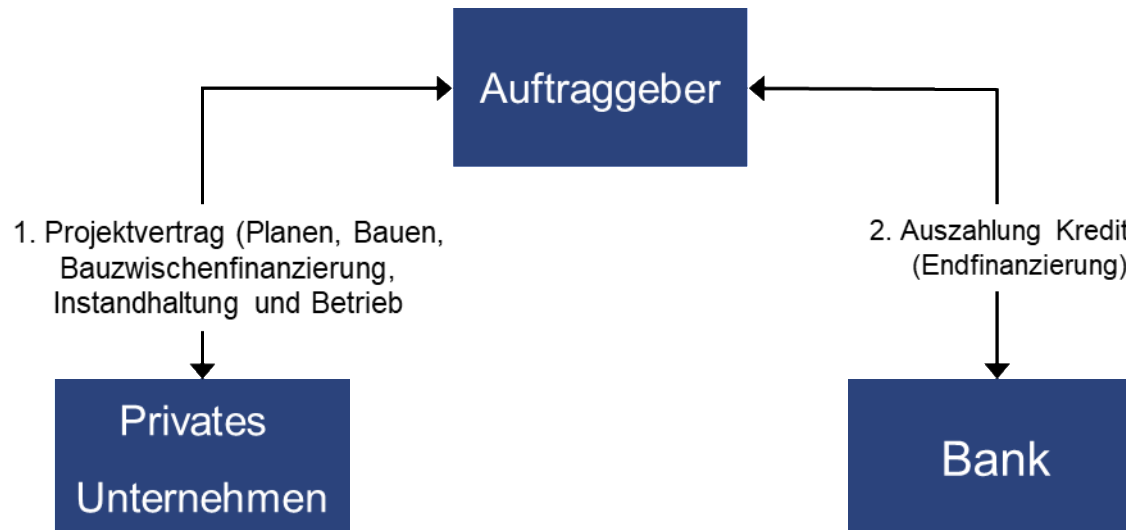 Auftraggeber
1. Projektvertrag (Planen, Bauen,
Bauzwischenfinanzierung,
Instandhaltung und Betrieb
2. Auszahlung Kredit
(Endfinanzierung)
Privates
Unternehmen
Bank